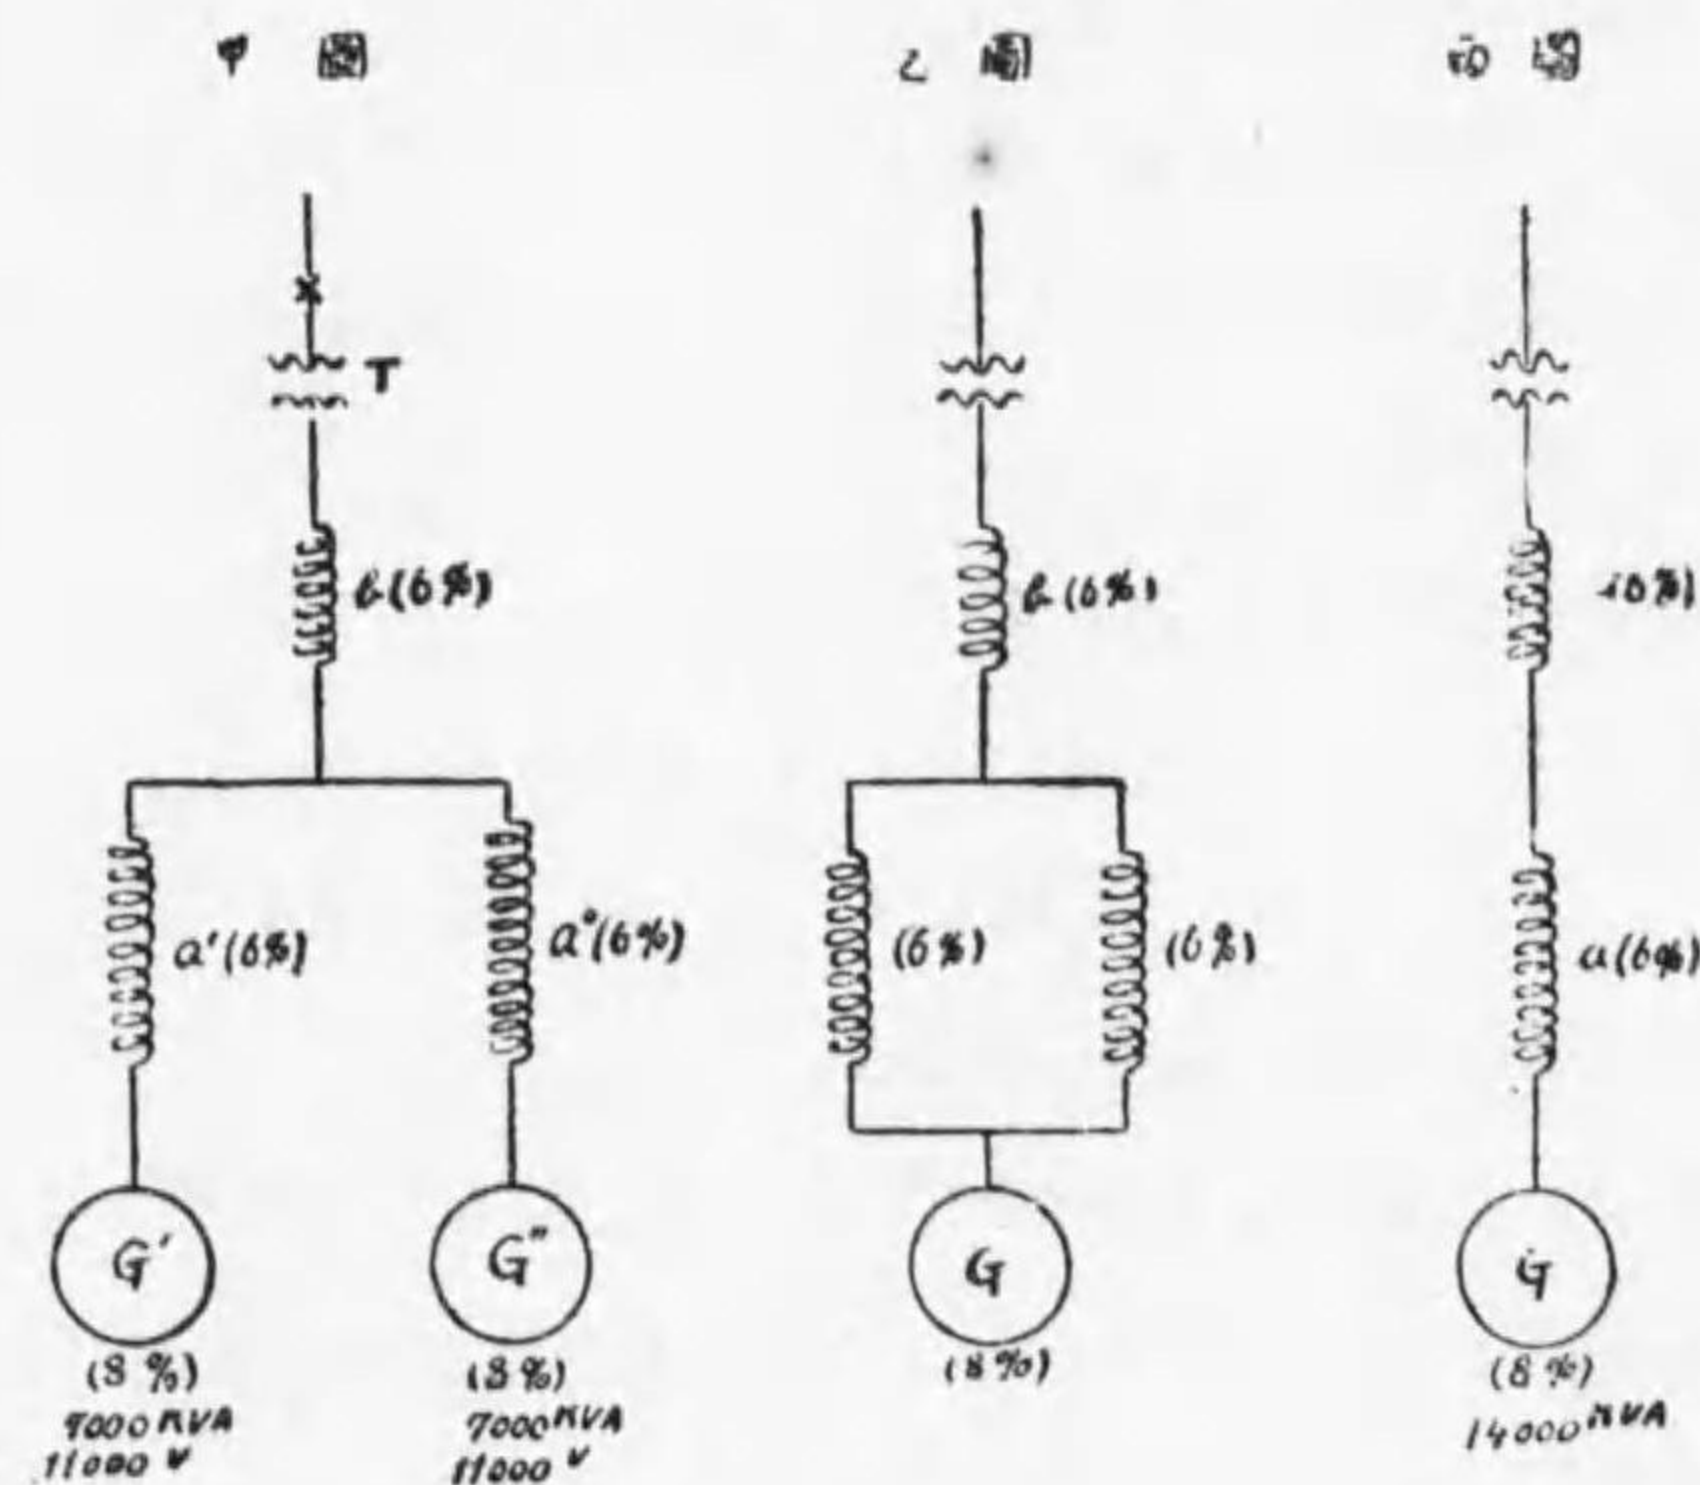 甲圖
T
b(6%)
a'(6%)
a"(6%)
G'
G"
(8%)
7000KVA
11000V
(8%)
7000KVA
11000V
乙圖
b(6%)
(6%)
(6%)
G
(8%)
圖
a(6%)
G
(8%)
14000KVA